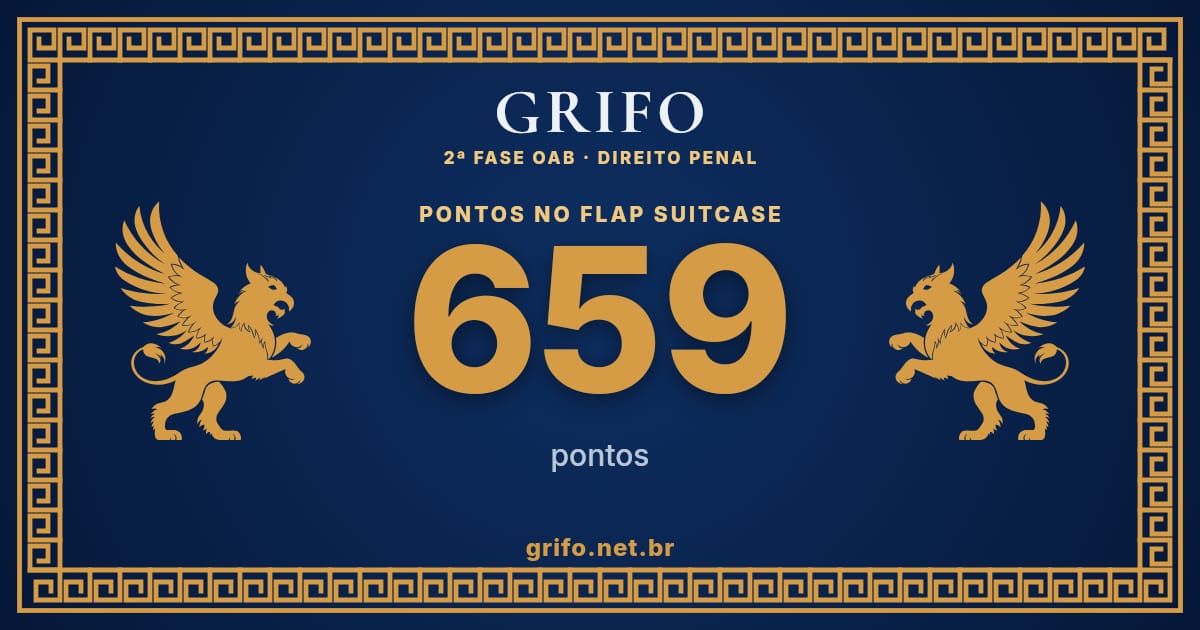 GRIFO
2ª FASE OAB · DIREITO PENAL
PONTOS NO FLAP SUITCASE
659
pontos
grifo.net.br